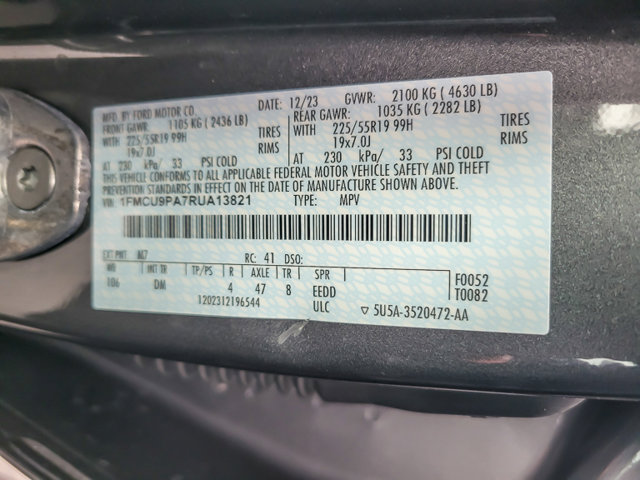 MFD. BY FORD MOTOR CO. DATE: 12/23 GVWR: 2100 KG ( 4630 LB)
FRONT GAWR: 1105 KG ( 2436 LB) REAR GAWR: 1035 KG ( 2282 LB)
WITH 225/55R19 99H TIRES WITH 225/55R19 99H TIRES
19x7.0J RIMS 19x7.0J RIMS
AT 230 kPa/ 33 PSI COLD AT 230 kPa/ 33 PSI COLD
THIS VEHICLE CONFORMS TO ALL APPLICABLE FEDERAL MOTOR VEHICLE SAFETY AND THEFT
PREVENTION STANDARDS IN EFFECT ON THE DATE OF MANUFACTURE SHOWN ABOVE.
VIN: 1FMCU9PA7RUA13821 TYPE: MPV
EXT PNT M7 RC: 41 DSO:
WB INT TR TP/PS R AXLE TR SPR F0052
106 DM 4 47 8 EEDD T0082
1202312196544 ULC ▽ 5U5A-3520472-AA